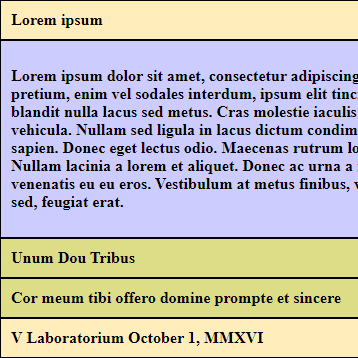 Lorem ipsum
Lorem ipsum dolor sit amet, consectetur adipiscing
pretium, enim vel sodales interdum, ipsum elit tinc
blandit nulla lacus sed metus. Cras molestie iaculis
vehicula. Nullam sed ligula in lacus dictum condim
sapien. Donec eget lectus odio. Maecenas rutrum lo
Nullam lacinia a lorem et aliquet. Donec ac urna a
venenatis eu eu eros. Vestibulum at metus finibus,
sed, feugiat erat.
Unum Dou Tribus
Cor meum tibi offero domine prompte et sincere
V Laboratorium October 1, MMXVI